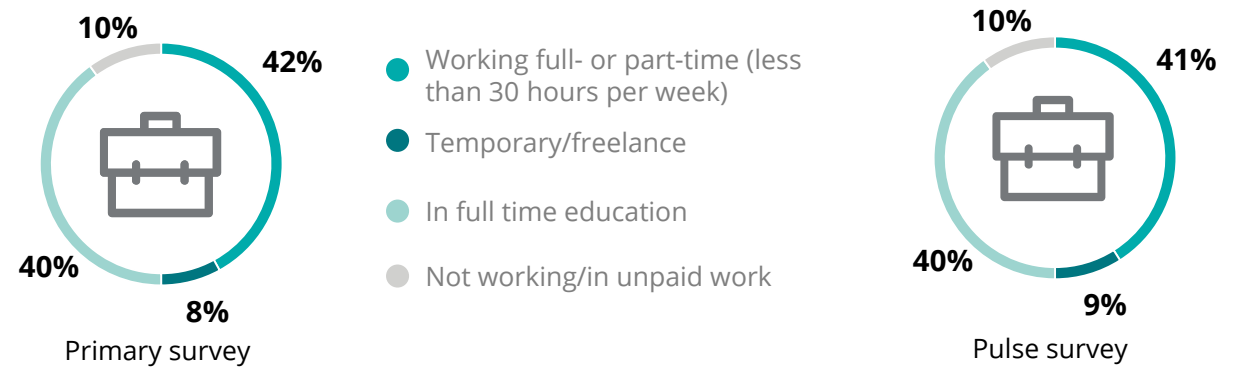 10%
42%
40%
8%
Primary survey
Working full- or part-time (less
than 30 hours per week)
Temporary/freelance
In full time education
Not working/in unpaid work
10%
41%
40%
9%
Pulse survey